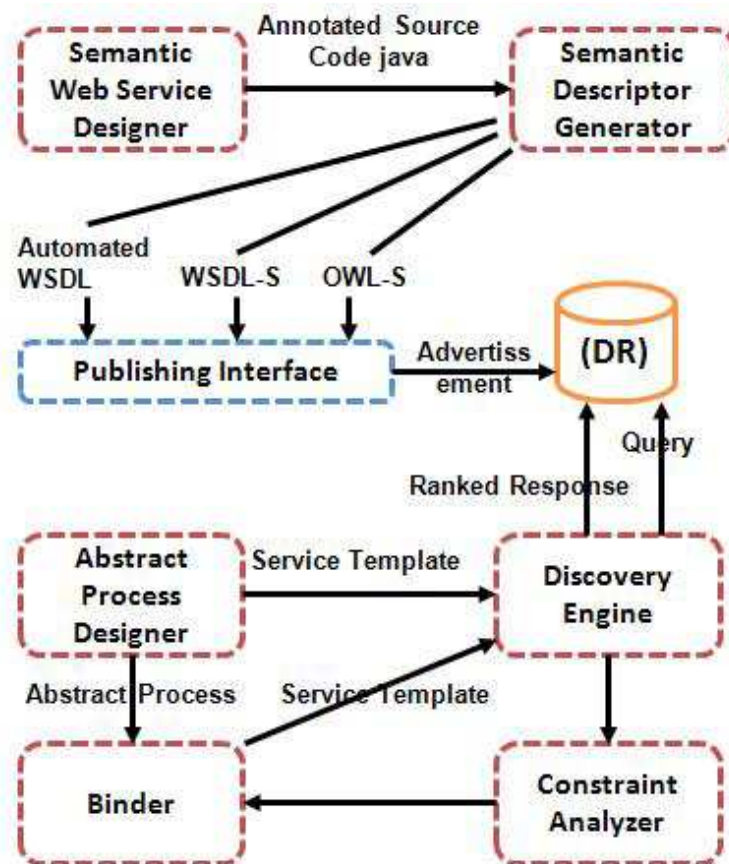 Semantic
Web Service
Designer
Annotated Source
Code java
Semantic
Descriptor
Generator
Automated
WSDL
WSDL-S
OWL-S
Publishing Interface
Advertiss
ement
(DR)
Query
Ranked Response
Abstract
Process
Designer
Service Template
Discovery
Engine
Abstract Process
Service Template
Binder
Constraint
Analyzer